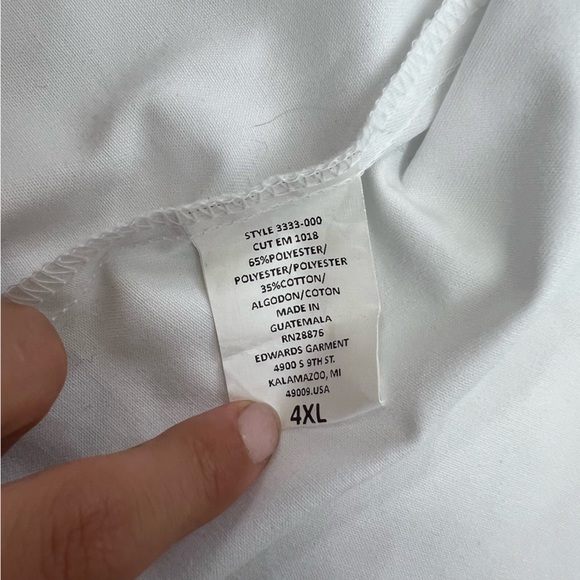 STYLE 3333-000
CUT EM 1018
65%POLYESTER/
POLYESTER/POLYESTER
35%COTTON/
ALGODON/COTON
MADE IN
GUATEMALA
RN28876
EDWARDS GARMENT
4900 S 9TH ST.
KALAMAZOO, MI
49009.USA
4XL